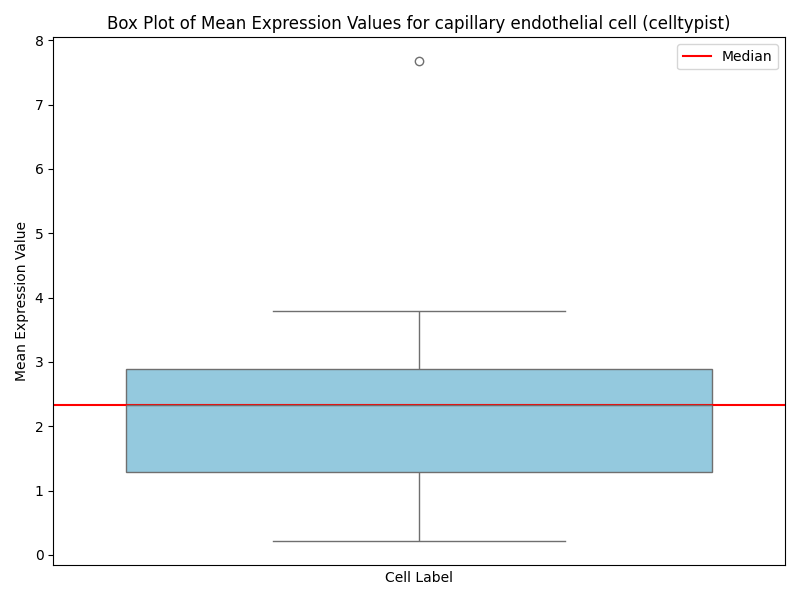 Box Plot of Mean Expression Values for capillary endothelial cell (celltypist)
Median
8
7
6
5
4
3
2
1
0
Mean Expression Value
Cell Label